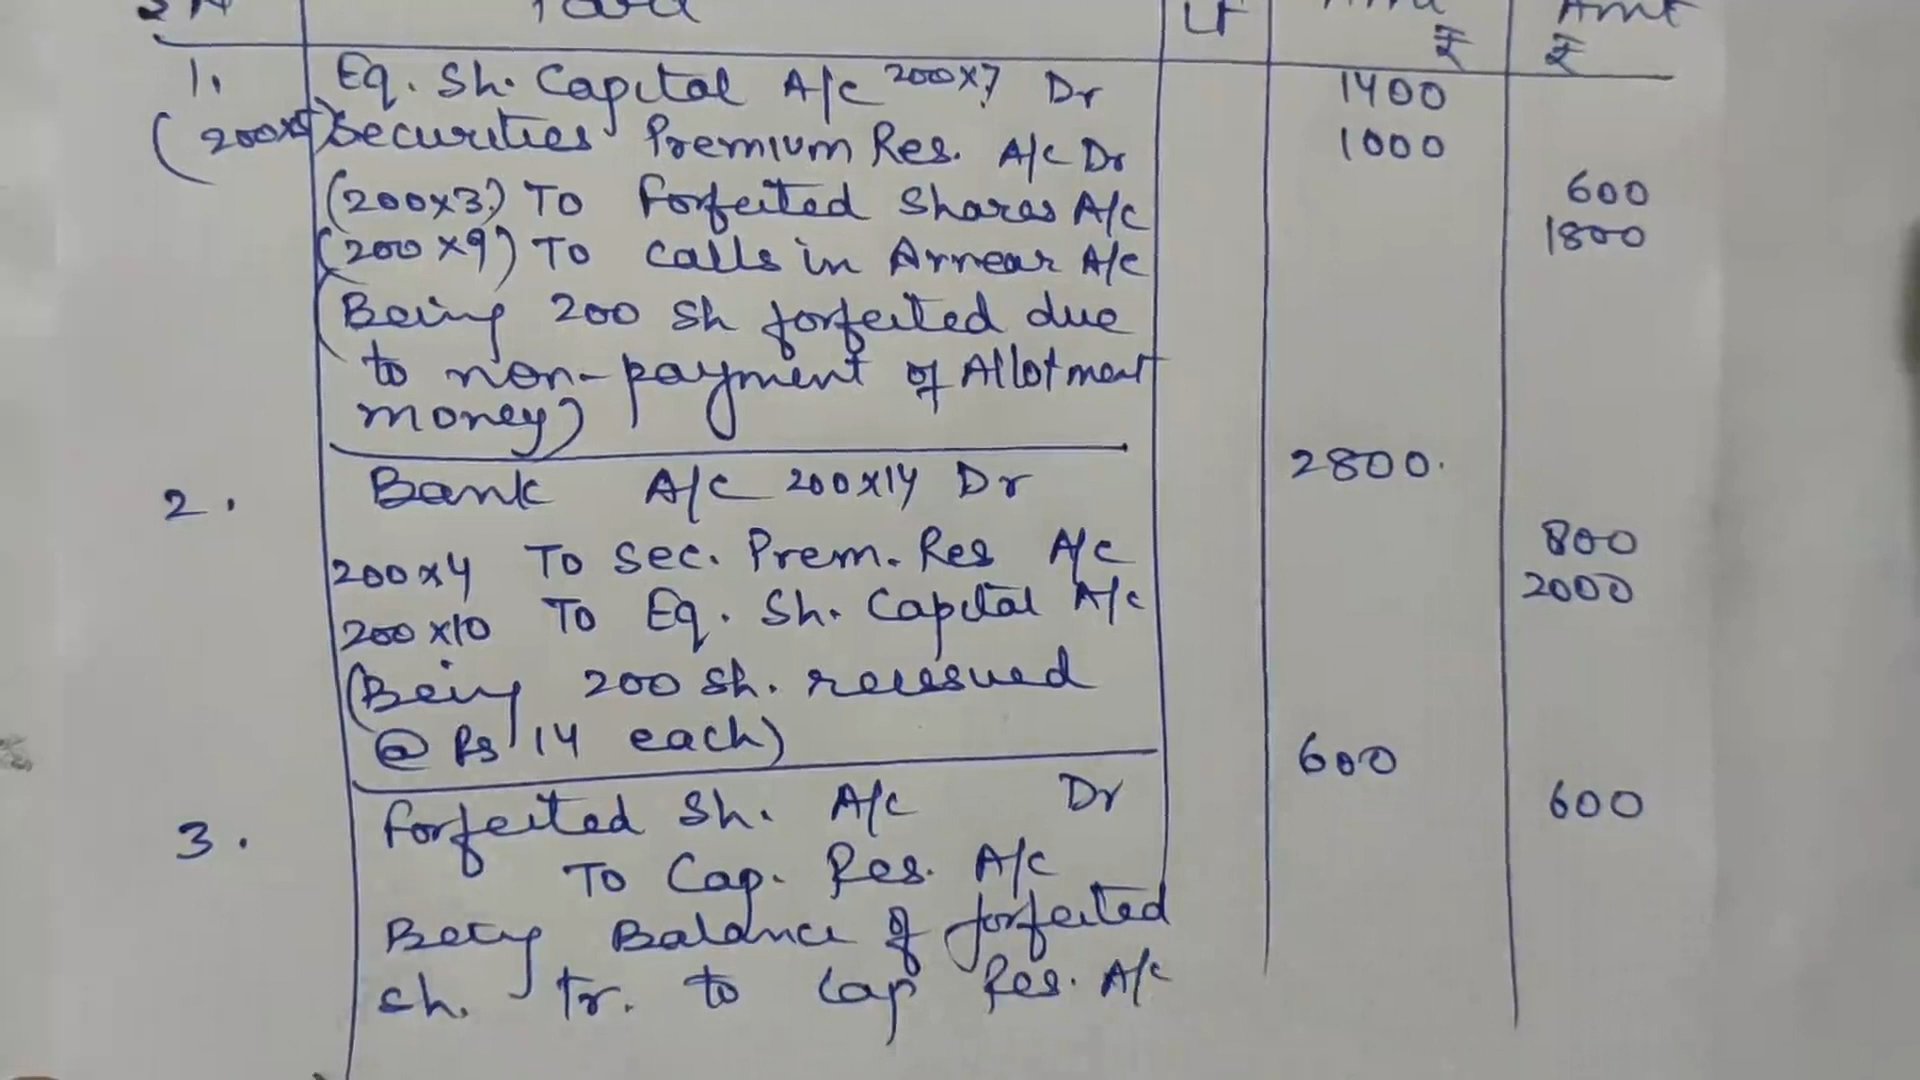 Amt
₹ ₹
1. Eq. Sh. Capital A/c 200x7 Dr 1400
(200x5) Securities Premium Res. A/c Dr 1000
(200x3) To Forfeited Shares A/c 600
(200x9) To Calls in Arrear A/c 1800
(Being 200 Sh forfeited due
to non-payment of Allotment
money)
2. Bank A/c 200x14 Dr 2800.
200x4 To Sec. Prem. Res A/c 800
200x10 To Eq. Sh. Capital A/c 2000
(Being 200 Sh. reissued
@ Rs 14 each)
3. Forfeited Sh. A/c Dr 600
To Cap. Res. A/c 600
Being Balance of forfeited
sh. Tr. to Cap Res. A/c